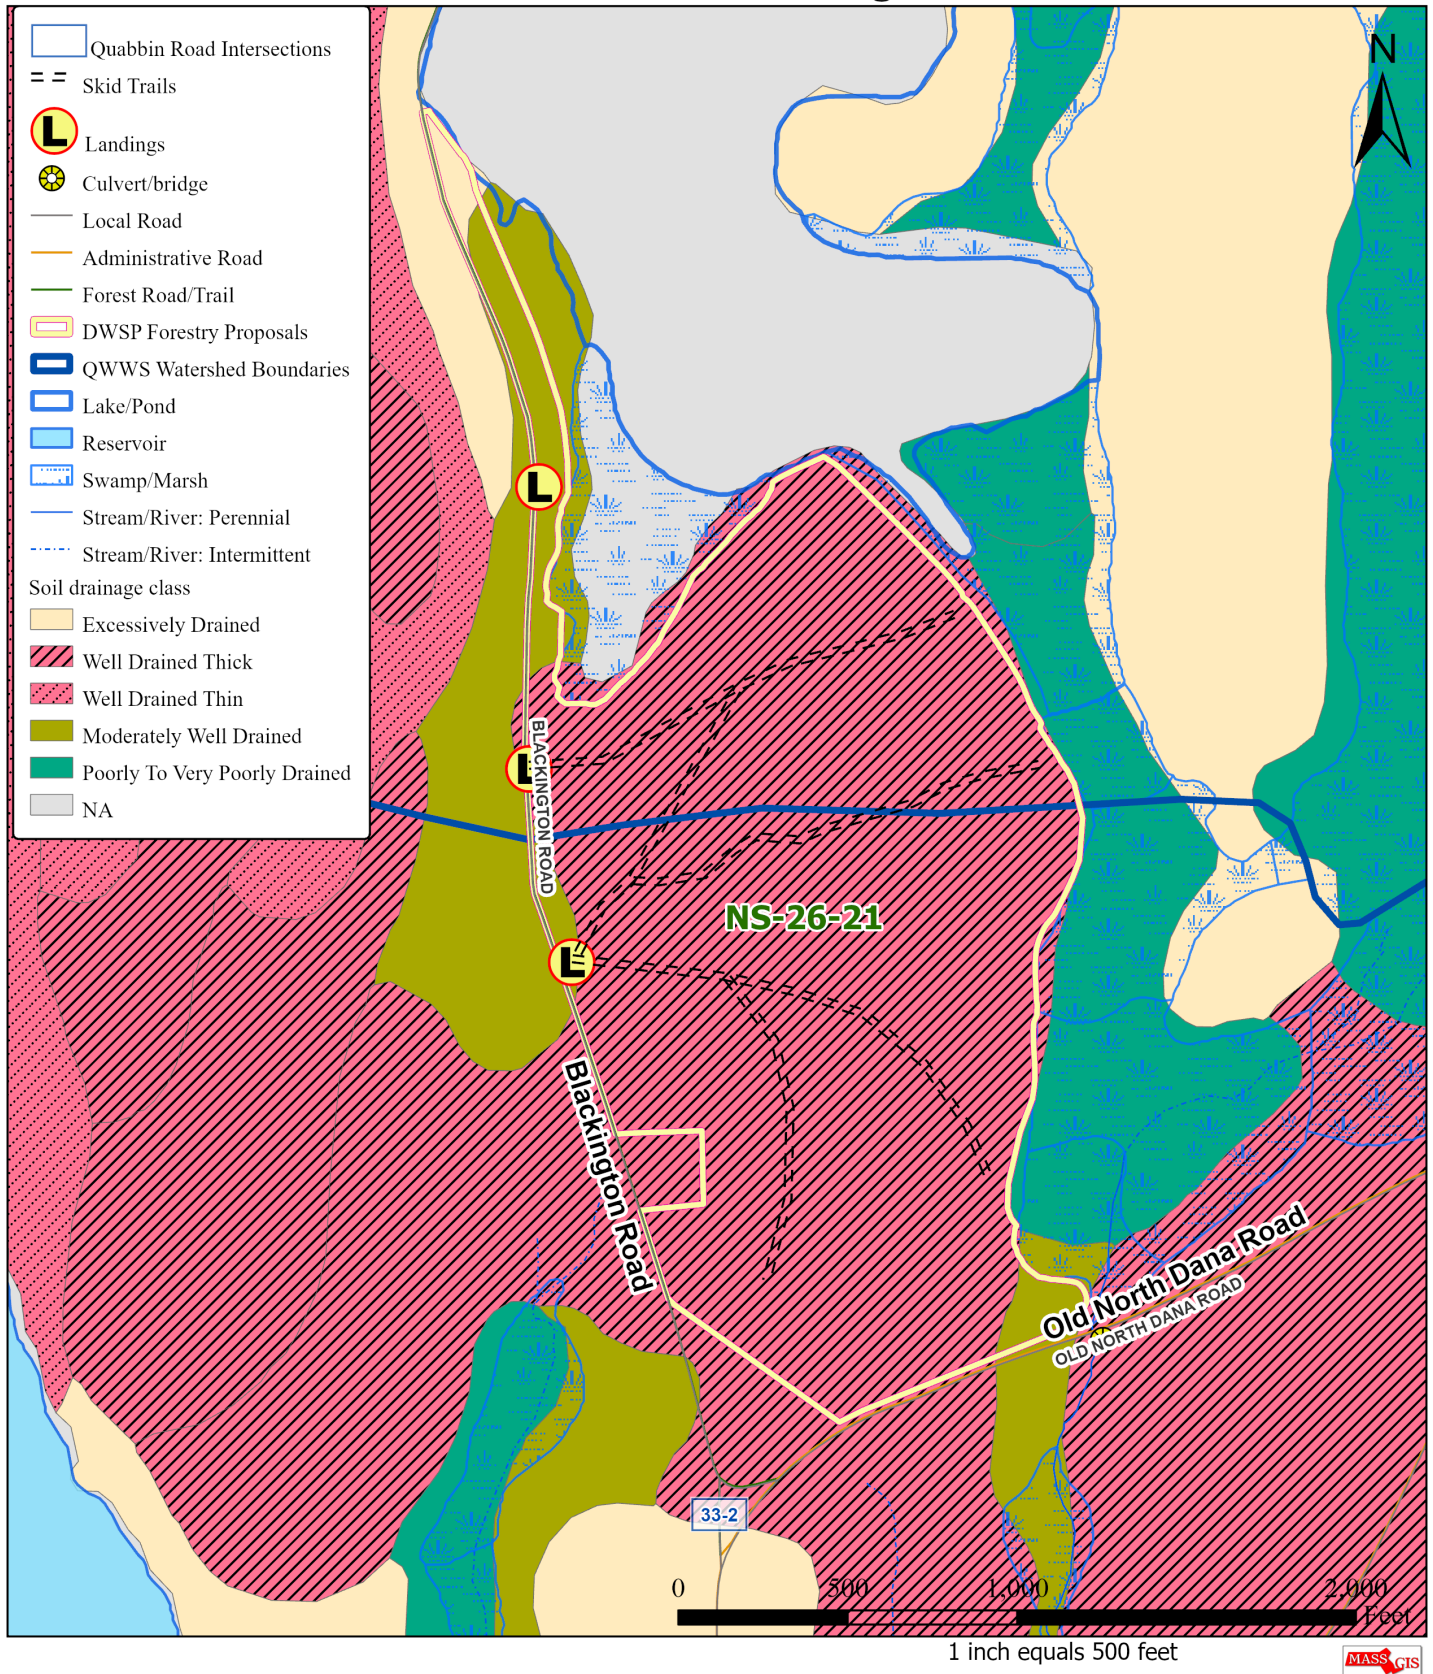 Quabbin Road Intersections
Skid Trails
L Landings
Culvert/bridge
Local Road
Administrative Road
Forest Road/Trail
DWSP Forestry Proposals
QWWS Watershed Boundaries
Lake/Pond
Reservoir
Swamp/Marsh
Stream/River: Perennial
Stream/River: Intermittent
Soil drainage class
Excessively Drained
Well Drained Thick
Well Drained Thin
Moderately Well Drained
Poorly To Very Poorly Drained
NA
N
L
L
BLACKINGTON ROAD
NS-26-21
L
Blackington Road
Old North Dana Road
OLD NORTH DANA ROAD
33-2
0 500 1,000 2,000
Feet
1 inch equals 500 feet
MASSGIS